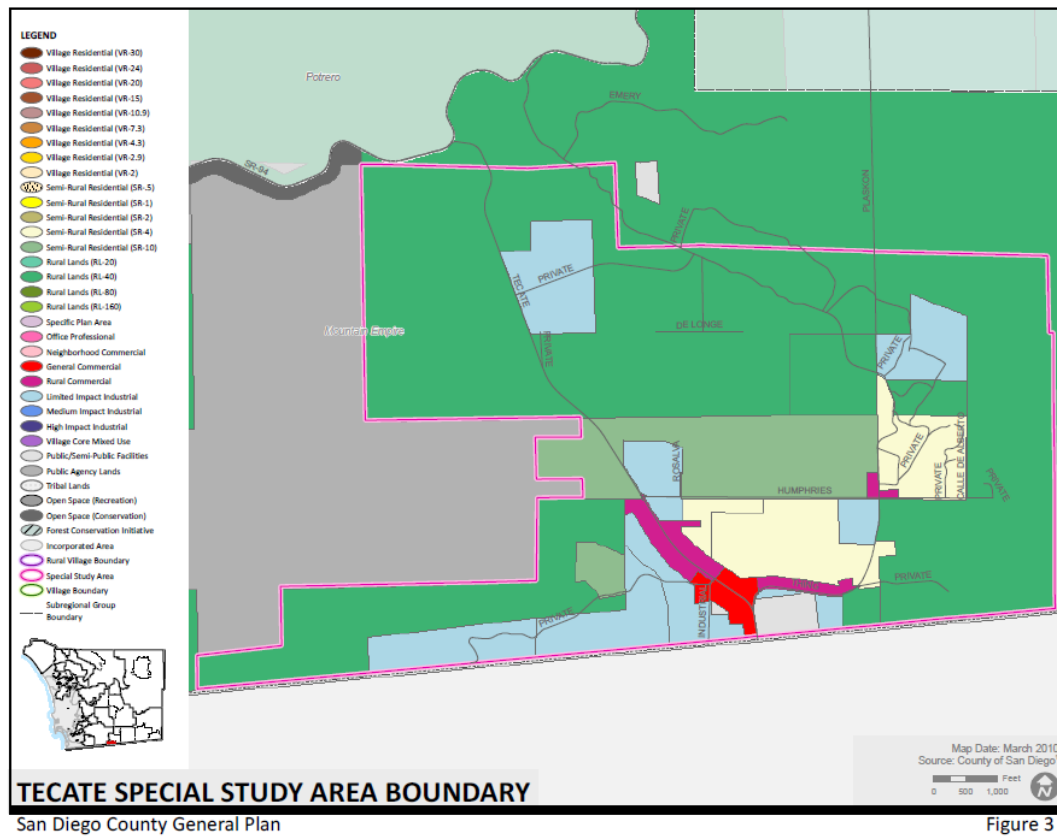 LEGEND
Village Residential (VR-30)
Village Residential (VR-24)
Village Residential (VR-20)
Village Residential (VR-15)
Village Residential (VR-10.9)
Village Residential (VR-7.3)
Village Residential (VR-4.3)
Village Residential (VR-2.9)
Village Residential (VR-2)
Semi-Rural Residential (SR-.5)
Semi-Rural Residential (SR-1)
Semi-Rural Residential (SR-2)
Semi-Rural Residential (SR-4)
Semi-Rural Residential (SR-10)
Rural Lands (RL-20)
Rural Lands (RL-40)
Rural Lands (RL-80)
Rural Lands (RL-160)
Specific Plan Area
Office Professional
Neighborhood Commercial
General Commercial
Rural Commercial
Limited Impact Industrial
Medium Impact Industrial
High Impact Industrial
Village Core Mixed Use
Public/Semi-Public Facilities
Public Agency Lands
Tribal Lands
Open Space (Recreation)
Open Space (Conservation)
Forest Conservation Initiative
Incorporated Area
Rural Village Boundary
Special Study Area
Village Boundary
Subregional Group
Boundary
Potrero
SR-94
EMERY
PLASKON
PRIVATE
PRIVATE
TECATE
Mountain Empire
PRIVATE
DE LONGE
PRIVATE
ROSALVA
PRIVATE
PRIVATE
CALLE DE ALBERTO
PRIVATE
HUMPHRIES
PRIVATE
PRIVATE
INDUSTRIAL
Map Date: March 2010
Source: County of San Diego
Feet
0 500 1,000
N
TECATE SPECIAL STUDY AREA BOUNDARY
San Diego County General Plan
Figure 3